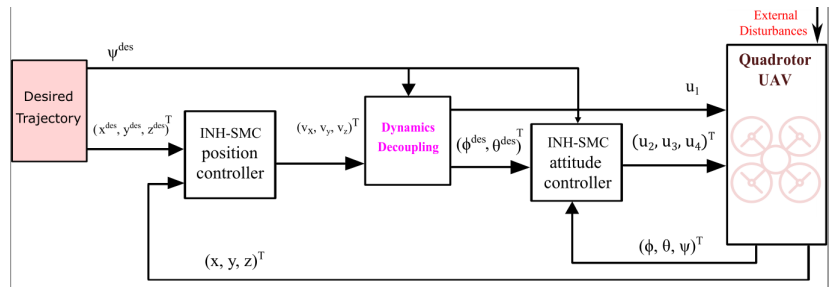 External
Disturbances
ψ^des
Quadrotor
UAV
Desired
Trajectory
u₁
(x^des, y^des, z^des)^T
INH-SMC
position
controller
(v_x, v_y, v_z)^T
Dynamics
Decoupling
(ϕ^des, θ^des)^T
INH-SMC
attitude
controller
(u₂, u₃, u₄)^T
(ϕ, θ, ψ)^T
(x, y, z)^T